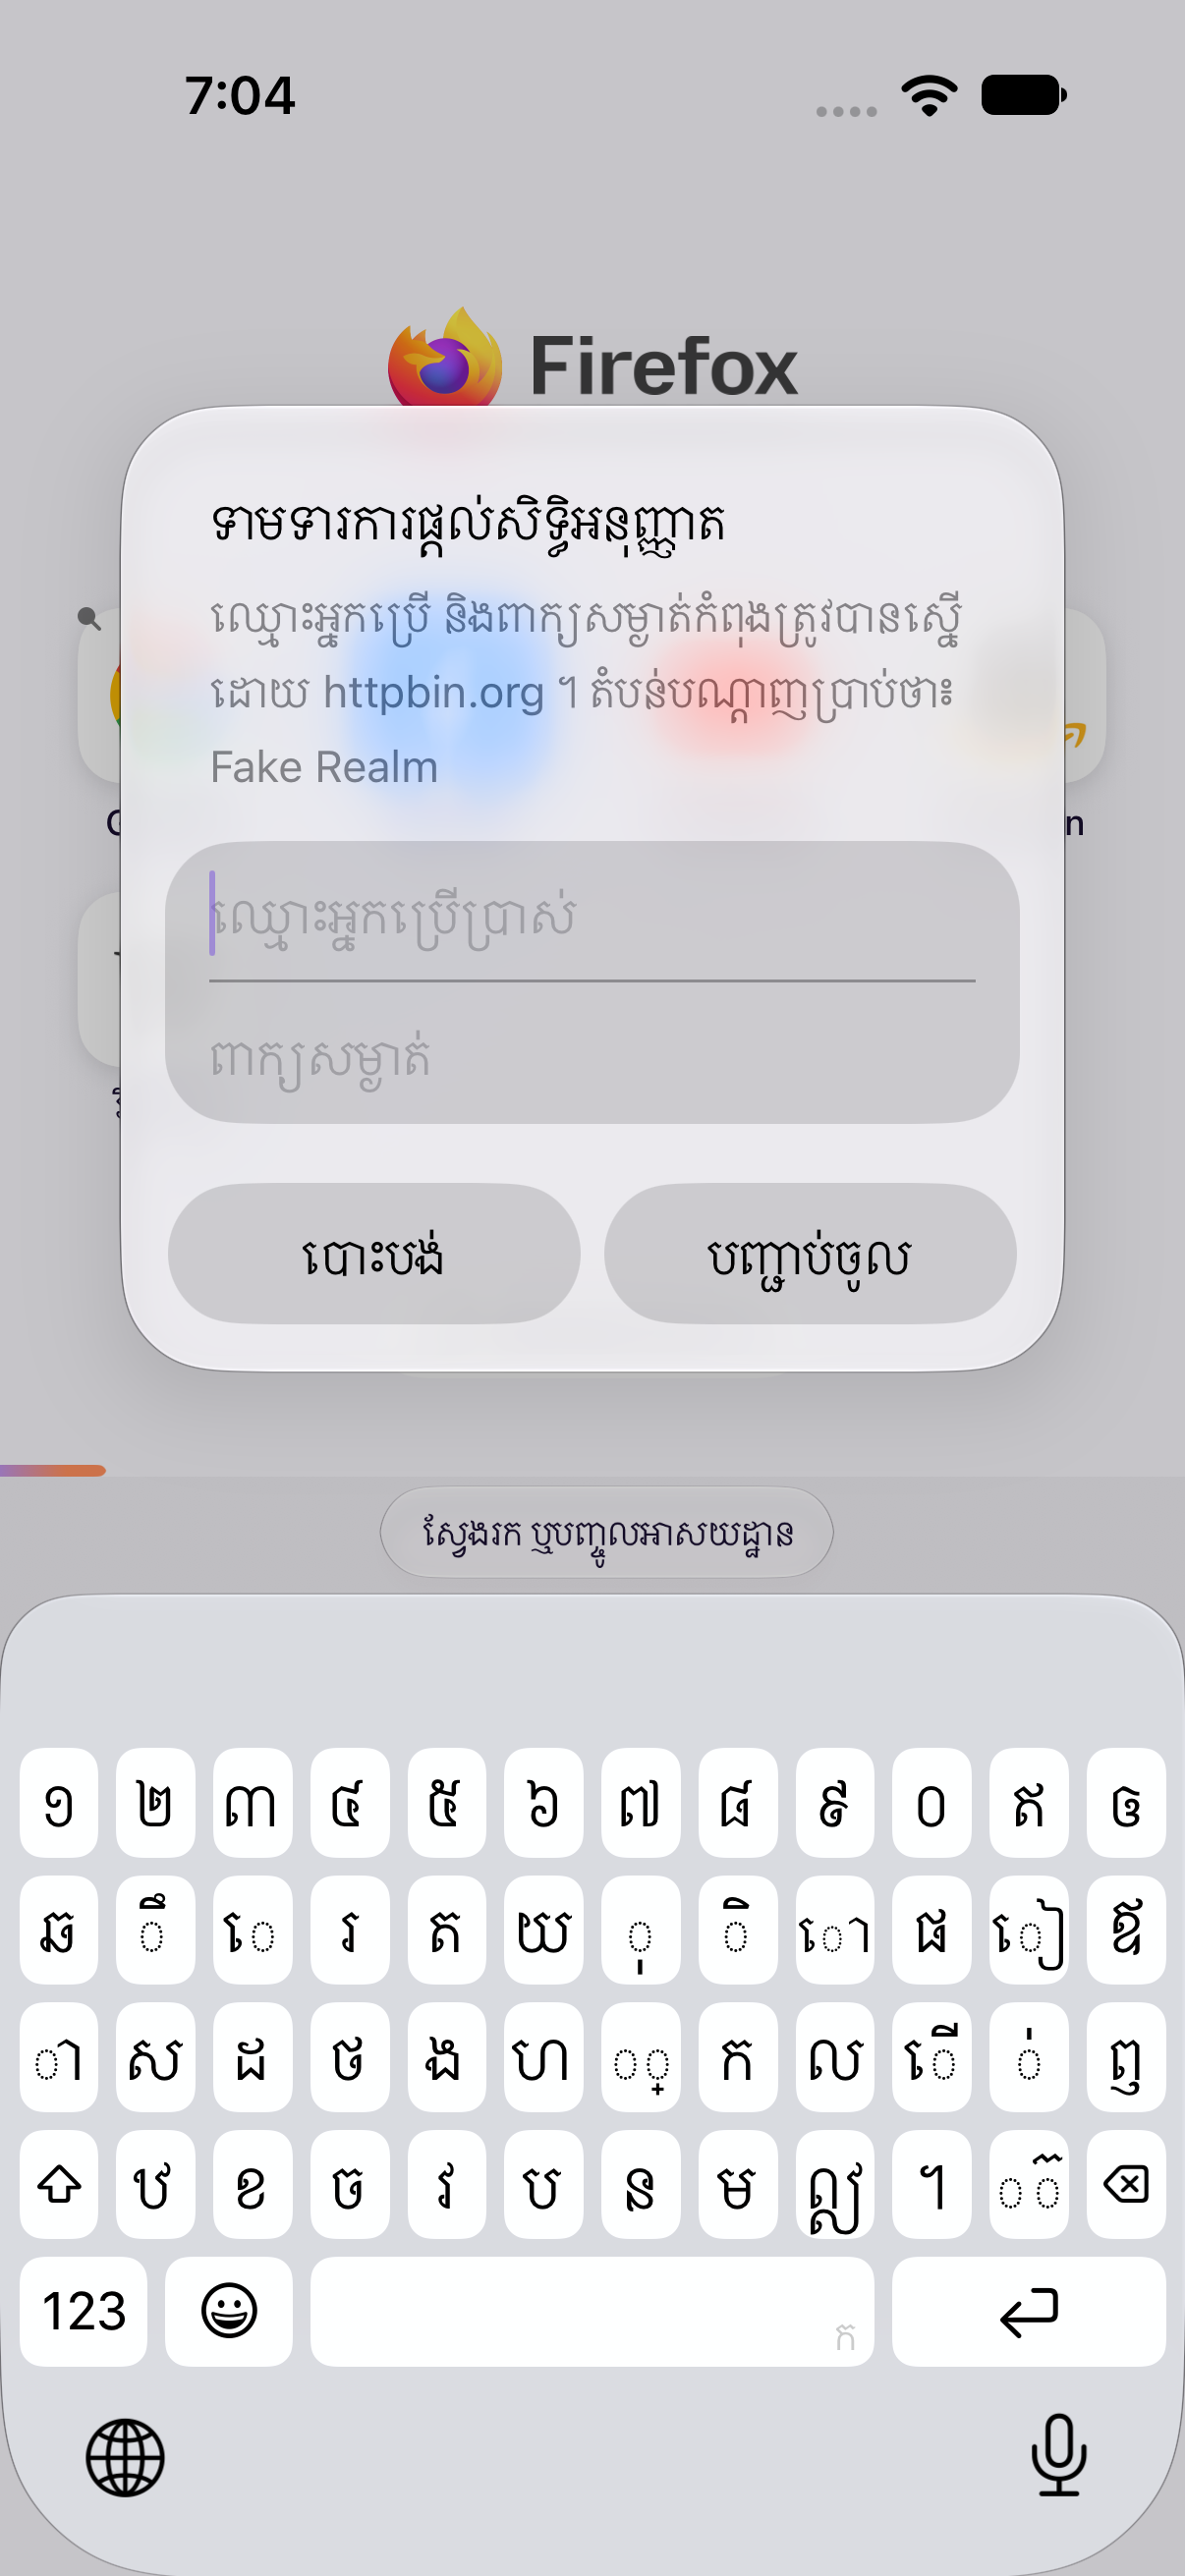 7:04
Firefox
ទាមទារការផ្ដល់សិទ្ធិអនុញ្ញាត
ឈ្មោះអ្នកប្រើ និងពាក្យសម្ងាត់កំពុងត្រូវបានស្នើ
ដោយ httpbin.org ។ តំបន់បណ្ដាញប្រាប់ថា៖
Fake Realm
ឈ្មោះអ្នកប្រើប្រាស់
ពាក្យសម្ងាត់
បោះបង់
បញ្ជាប់ចូល
ស្វែងរក ឬបញ្ចូលអាសយដ្ឋាន
១ ២ ៣ ៤ ៥ ៦ ៧ ៨ ៩ ០ ឥ ឲ
ឆ ឹ េ រ ត យ ុ ិ ោ ផ ៀ ឪ
ា ស ដ ថ ង ហ ្ ក ល ើ ់ ឮ
ឋ ខ ច វ ប ន ម ឰ ។ ៊
123
ក